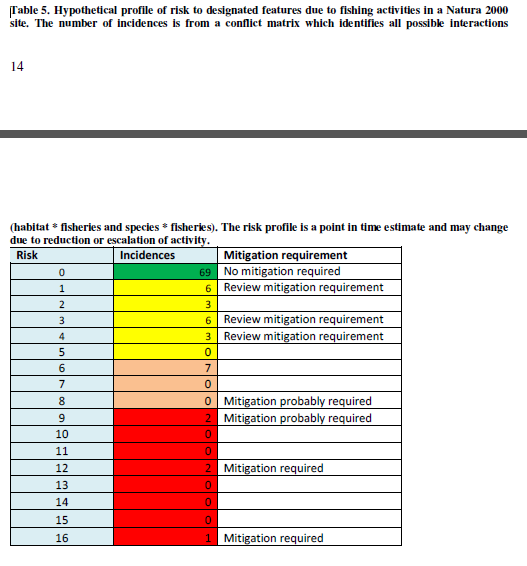 Table 5. Hypothetical profile of risk to designated features due to fishing activities in a Natura 2000
site. The number of incidences is from a conflict matrix which identifies all possible interactions
14
(habitat * fisheries and species * fisheries). The risk profile is a point in time estimate and may change
due to reduction or escalation of activity.
Risk Incidences Mitigation requirement
0 69 No mitigation required
1 6 Review mitigation requirement
2 3
3 6 Review mitigation requirement
4 3 Review mitigation requirement
5 0
6 7
7 0
8 0 Mitigation probably required
9 2 Mitigation probably required
10 0
11 0
12 2 Mitigation required
13 0
14 0
15 0
16 1 Mitigation required